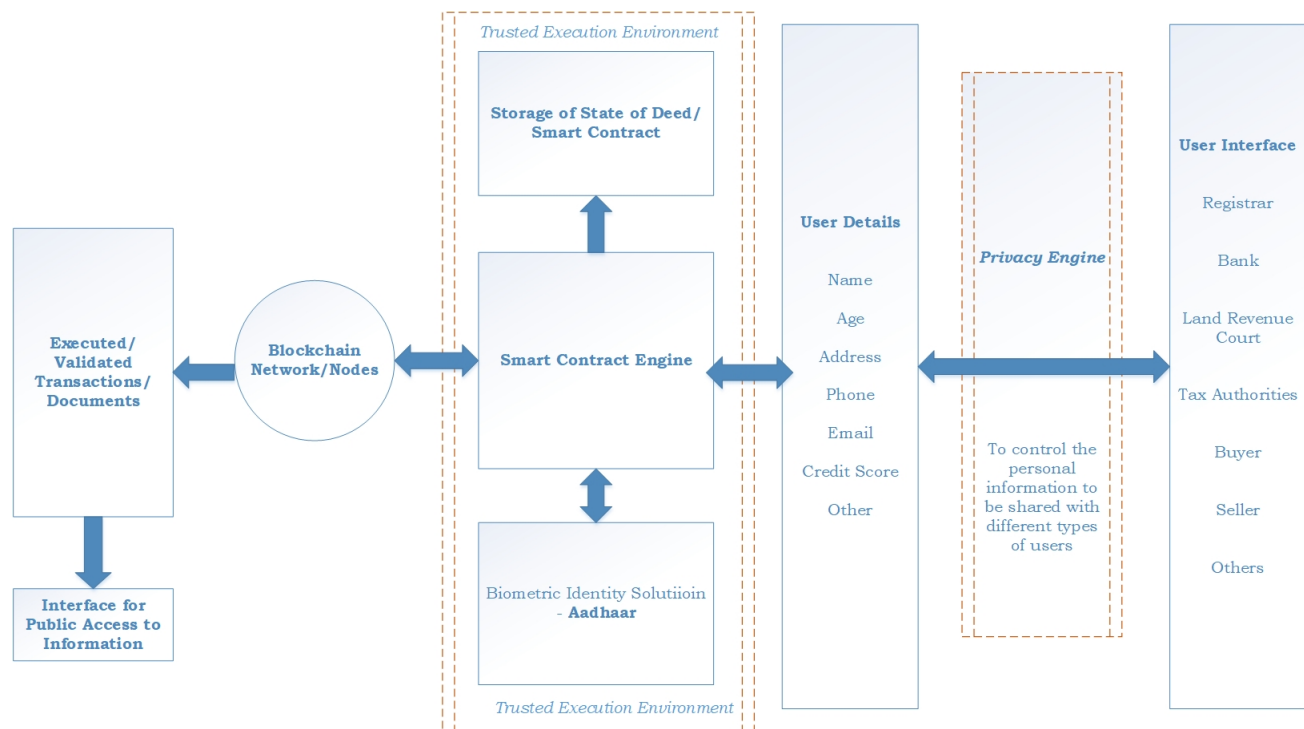 Trusted Execution Environment
Storage of State of Deed/
Smart Contract
Executed/
Validated
Transactions/
Documents
Blockchain
Network/Nodes
Smart Contract Engine
Interface for
Public Access to
Information
Biometric Identity Solutiioin
- Aadhaar
Trusted Execution Environment
User Details
Name
Age
Address
Phone
Email
Credit Score
Other
Privacy Engine
To control the
personal
information to
be shared with
different types
of users
User Interface
Registrar
Bank
Land Revenue
Court
Tax Authorities
Buyer
Seller
Others